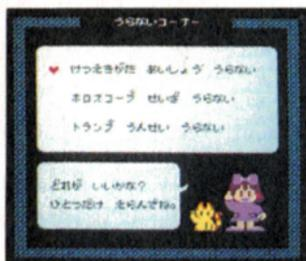 うらないコーナー
けつえきがた あいしょう うらない
ホロスコープ せいざ うらない
トランプ うんせい うらない
どれが いいかな?
ひとつだけ えらんでね。